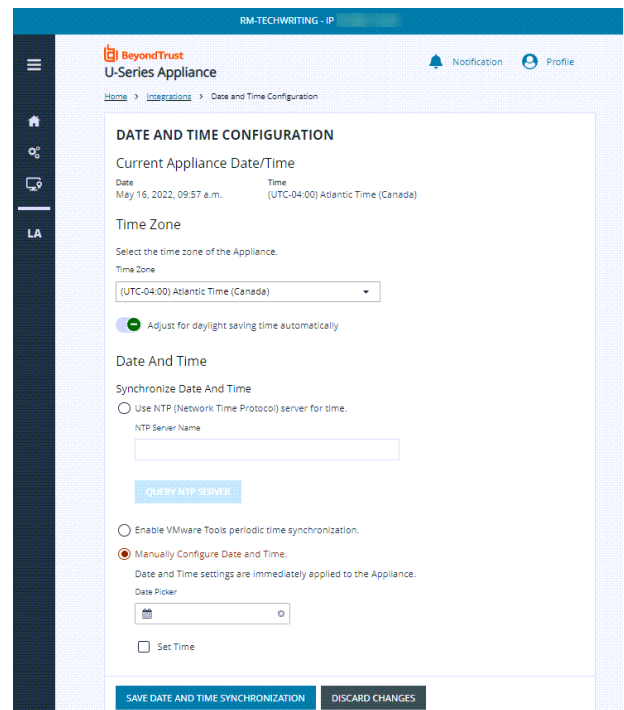 RM-TECHWRITING - IP
BeyondTrust
U-Series Appliance
Notification
Profile
Home > Integrations > Date and Time Configuration
LA
DATE AND TIME CONFIGURATION
Current Appliance Date/Time
Date Time
May 16, 2022, 09:57 a.m. (UTC-04:00) Atlantic Time (Canada)
Time Zone
Select the time zone of the Appliance.
Time Zone
(UTC-04:00) Atlantic Time (Canada)
Adjust for daylight saving time automatically
Date And Time
Synchronize Date And Time
Use NTP (Network Time Protocol) server for time.
NTP Server Name
QUERY NTP SERVER
Enable VMware Tools periodic time synchronization.
Manually Configure Date and Time.
Date and Time settings are immediately applied to the Appliance.
Date Picker
Set Time
SAVE DATE AND TIME SYNCHRONIZATION
DISCARD CHANGES